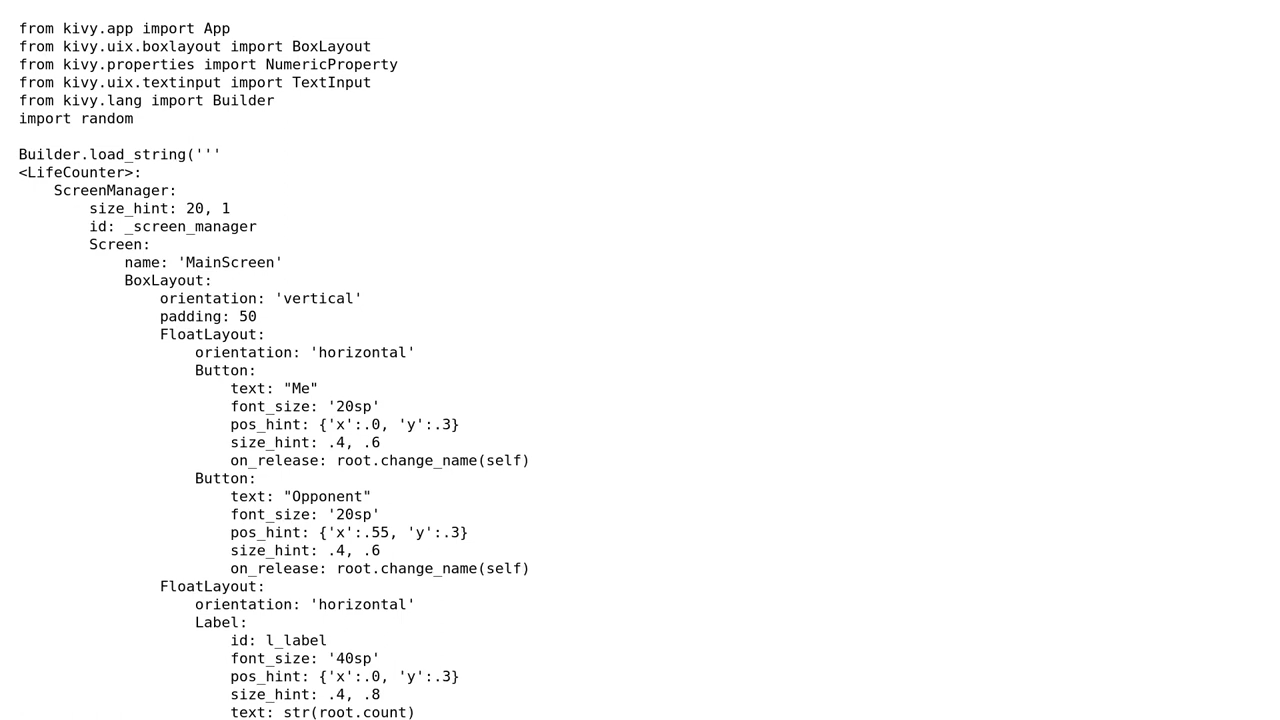 from kivy.app import App
from kivy.uix.boxlayout import BoxLayout
from kivy.properties import NumericProperty
from kivy.uix.textinput import TextInput
from kivy.lang import Builder
import random

Builder.load_string('''
<LifeCounter>:
    ScreenManager:
        size_hint: 20, 1
        id: _screen_manager
        Screen:
            name: 'MainScreen'
            BoxLayout:
                orientation: 'vertical'
                padding: 50
                FloatLayout:
                    orientation: 'horizontal'
                    Button:
                        text: "Me"
                        font_size: '20sp'
                        pos_hint: {'x':.0, 'y':.3}
                        size_hint: .4, .6
                        on_release: root.change_name(self)
                    Button:
                        text: "Opponent"
                        font_size: '20sp'
                        pos_hint: {'x':.55, 'y':.3}
                        size_hint: .4, .6
                        on_release: root.change_name(self)
                FloatLayout:
                    orientation: 'horizontal'
                    Label:
                        id: l_label
                        font_size: '40sp'
                        pos_hint: {'x':.0, 'y':.3}
                        size_hint: .4, .8
                        text: str(root.count)